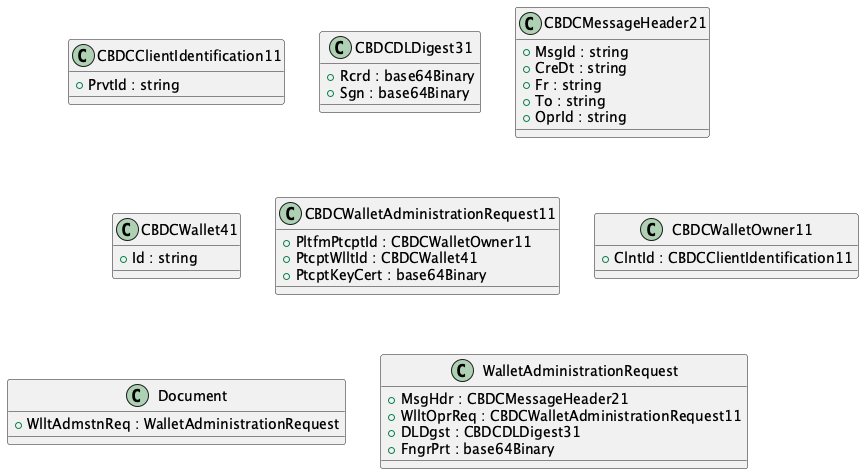 CBDCClientIdentification11
PrvtId : string
CBDCDLDigest31
Rcrd : base64Binary
Sgn : base64Binary
CBDCMessageHeader21
MsgId : string
CreDt : string
Fr : string
To : string
OprId : string
CBDCWallet41
Id : string
CBDCWalletAdministrationRequest11
PltfmPtcptId : CBDCWalletOwner11
PtcptWlltId : CBDCWallet41
PtcptKeyCert : base64Binary
CBDCWalletOwner11
ClntId : CBDCClientIdentification11
Document
WlltAdmstnReq : WalletAdministrationRequest
WalletAdministrationRequest
MsgHdr : CBDCMessageHeader21
WlltOprReq : CBDCWalletAdministrationRequest11
DLDgst : CBDCDLDigest31
FngrPrt : base64Binary